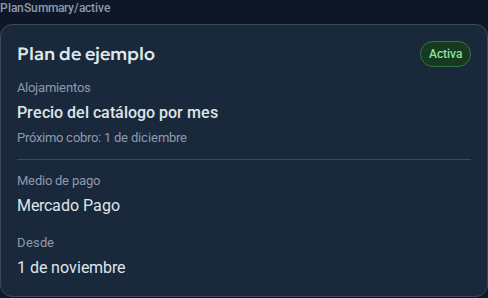 PlanSummary/active
Plan de ejemplo
Activa
Alojamientos
Precio del catálogo por mes
Próximo cobro: 1 de diciembre
Medio de pago
Mercado Pago
Desde
1 de noviembre